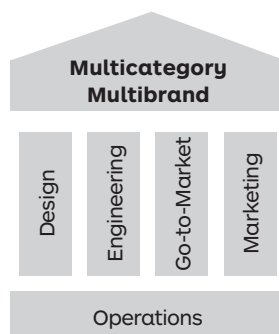 Multicategory
Multibrand
Design
Engineering
Go-to-Market
Marketing
Operations